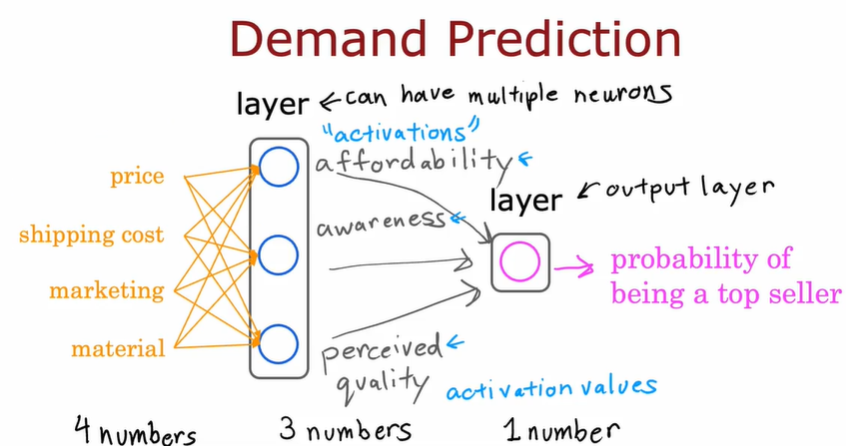 Demand Prediction
layer ← can have multiple neurons
"activations"
affordability ←
price
layer ← output layer
awareness ←
shipping cost
probability of
being a top seller
marketing
material
perceived ←
quality
activation values
4 numbers
3 numbers
1 number